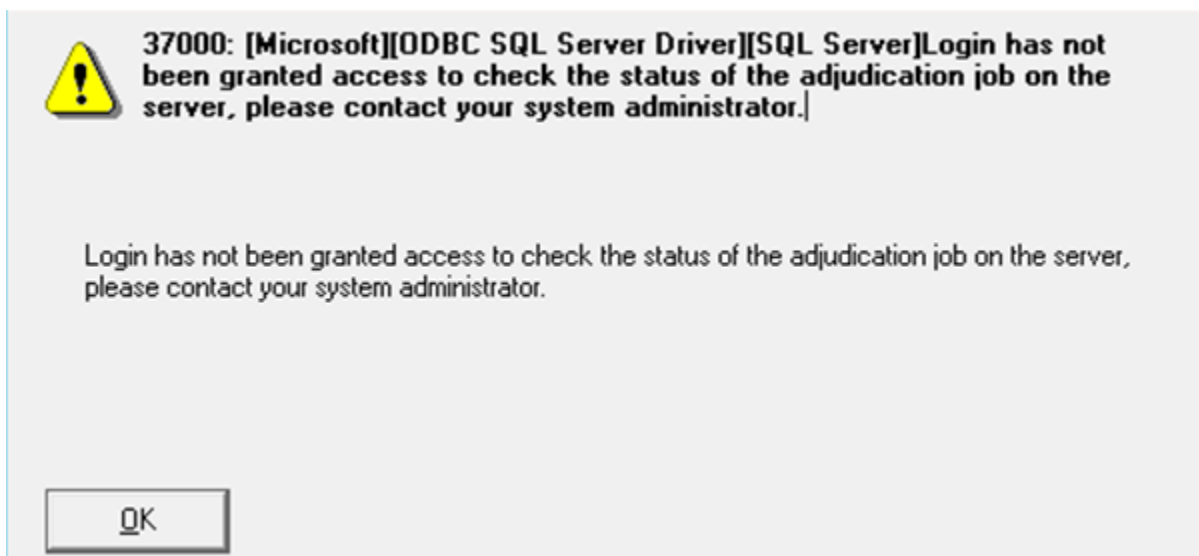 37000: [Microsoft][ODBC SQL Server Driver][SQL Server]Login has not
been granted access to check the status of the adjudication job on the
server, please contact your system administrator.
Login has not been granted access to check the status of the adjudication job on the server,
please contact your system administrator.
OK